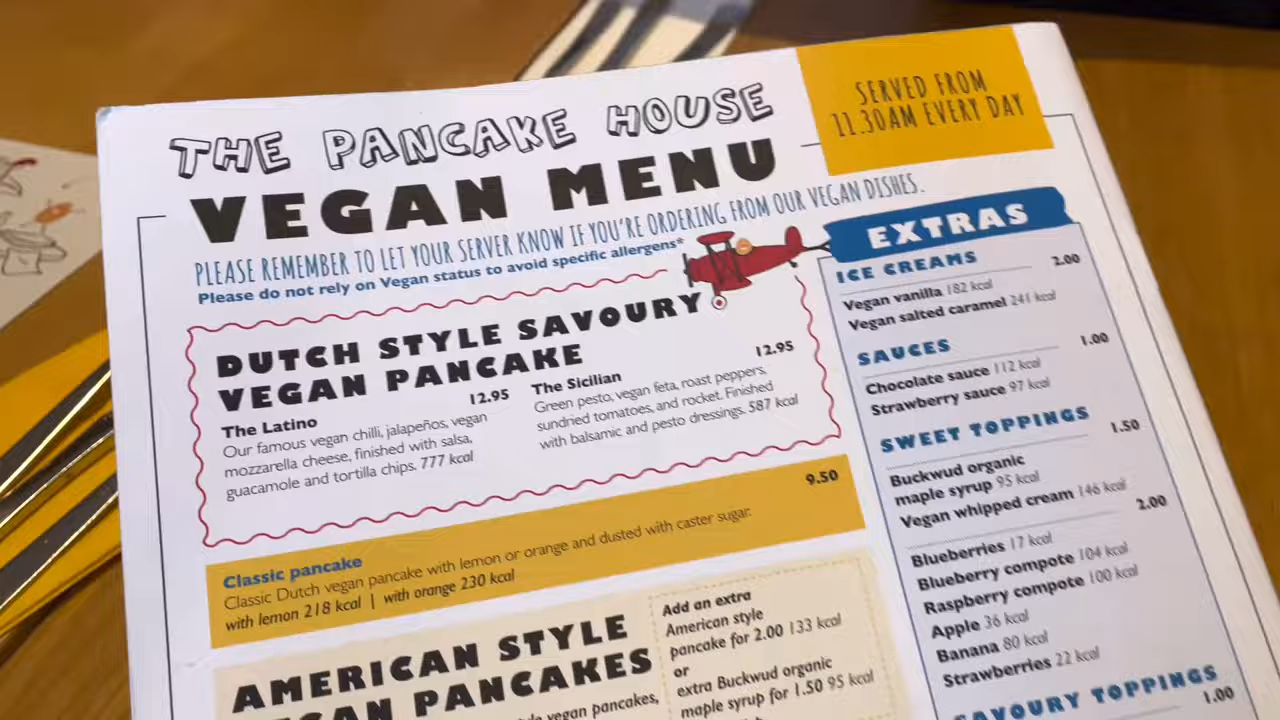 THE PANCAKE HOUSE
VEGAN MENU
SERVED FROM
11.30AM EVERY DAY
PLEASE REMEMBER TO LET YOUR SERVER KNOW IF YOU'RE ORDERING FROM OUR VEGAN DISHES.
Please do not rely on Vegan status to avoid specific allergens*
DUTCH STYLE SAVOURY
VEGAN PANCAKE
The Latino 12.95
Our famous vegan chilli, jalapeños, vegan
mozzarella cheese, finished with salsa,
guacamole and tortilla chips. 777 kcal
The Sicilian 12.95
Green pesto, vegan feta, roast peppers,
sundried tomatoes, and rocket. Finished
with balsamic and pesto dressings. 587 kcal
9.50
Classic pancake
Classic Dutch vegan pancake with lemon or orange and dusted with caster sugar.
with lemon 218 kcal | with orange 230 kcal
AMERICAN STYLE
VEGAN PANCAKES
vegan pancakes,
Add an extra
American style
pancake for 2.00 133 kcal
or
extra Buckwud organic
maple syrup for 1.50 95 kcal
EXTRAS
ICE CREAMS 2.00
Vegan vanilla 182 kcal
Vegan salted caramel 241 kcal
SAUCES 1.00
Chocolate sauce 112 kcal
Strawberry sauce 97 kcal
SWEET TOPPINGS
1.50
Buckwud organic
maple syrup 95 kcal
Vegan whipped cream 146 kcal
2.00
Blueberries 17 kcal
Blueberry compote 104 kcal
Raspberry compote 100 kcal
Apple 36 kcal
Banana 80 kcal
Strawberries 22 kcal
SAVOURY TOPPINGS
1.00